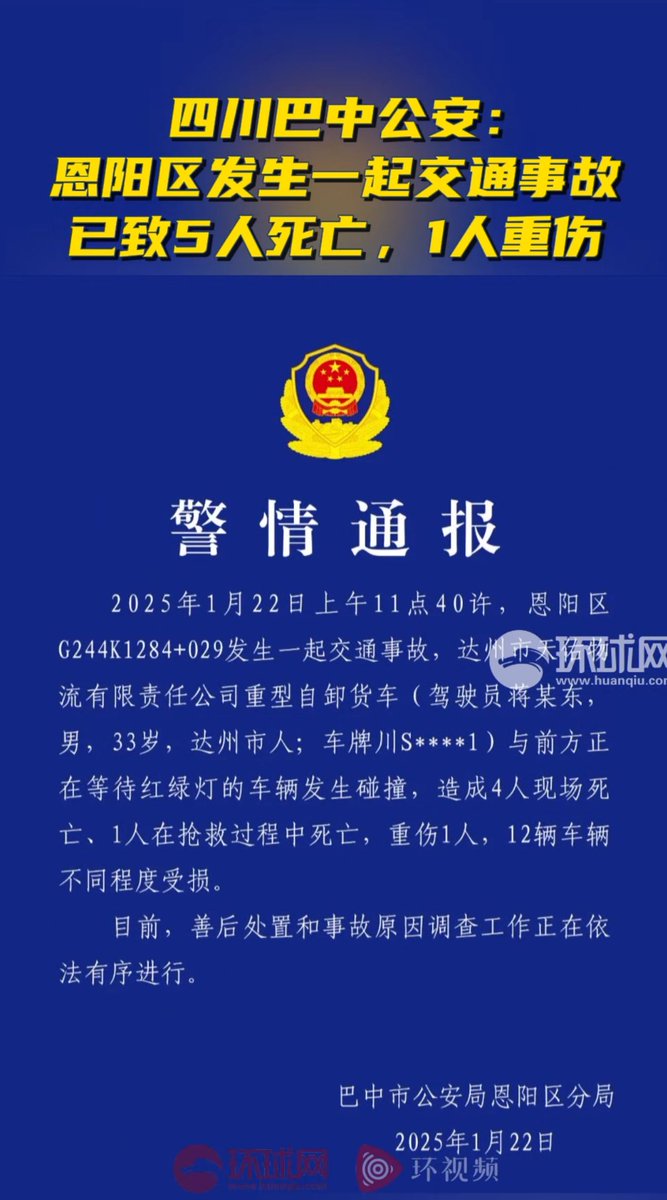 四川巴中公安：
恩阳区发生一起交通事故
已致5人死亡，1人重伤
警情通报
2025年1月22日上午11点40许，恩阳区
G244K1284+029发生一起交通事故，达州市天
流有限责任公司重型自卸货车（驾驶员蒋某东，
男，33岁，达州市人；车牌川S****1）与前方正
在等待红绿灯的车辆发生碰撞，造成4人现场死
亡、1人在抢救过程中死亡，重伤1人，12辆车辆
不同程度受损。
目前，善后处置和事故原因调查工作正在依
法有序进行。
环球网
www.huanqiu.com
巴中市公安局恩阳区分局
2025年1月22日
环球网
环视频